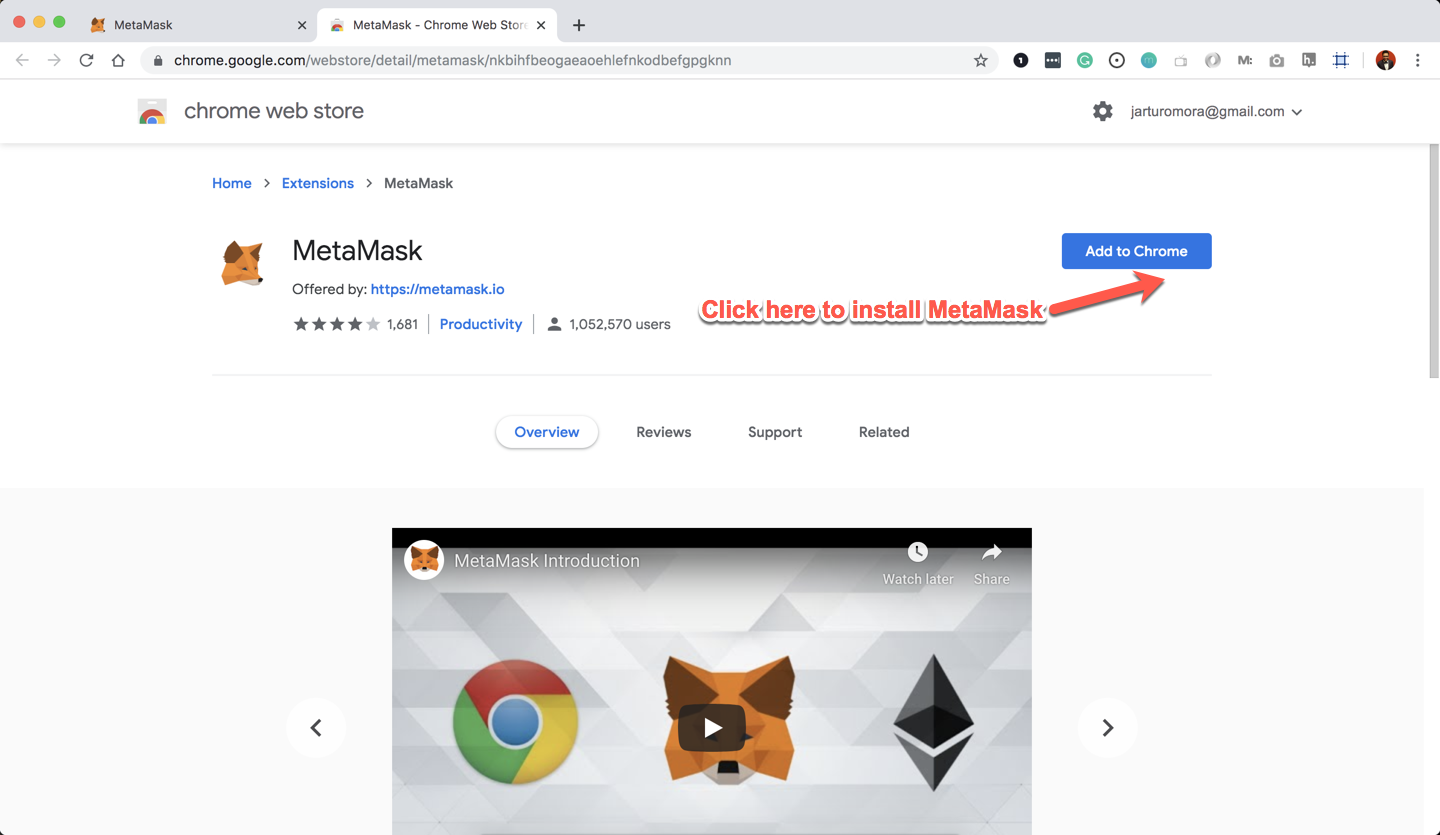 MetaMask
MetaMask - Chrome Web Store
chrome.google.com/webstore/detail/metamask/nkbihfbeogaeaoehlefnkodbefgpgknn
M:
h.
chrome web store
jarturomora@gmail.com
Home > Extensions > MetaMask
MetaMask
Add to Chrome
Offered by: https://metamask.io
Click here to install MetaMask
1,681
Productivity
1,052,570 users
Overview
Reviews
Support
Related
MetaMask Introduction
Watch later
Share